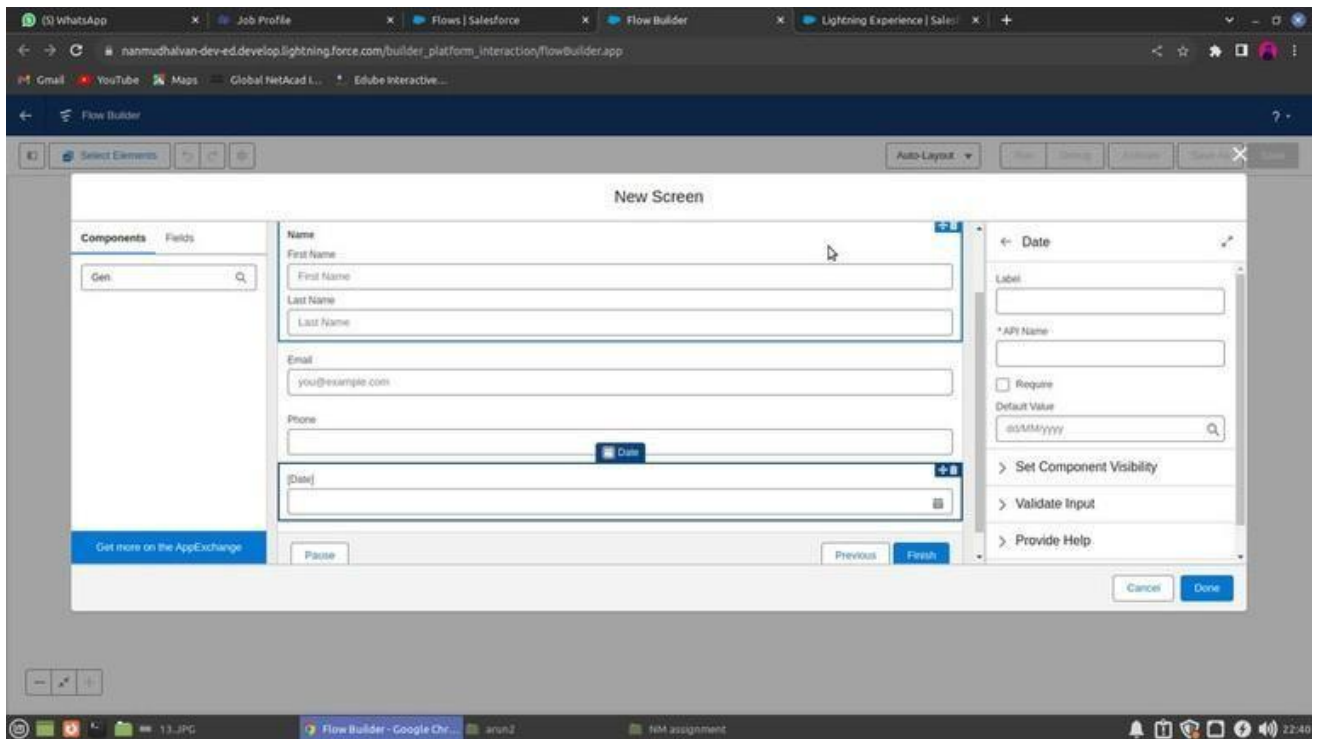 (5) WhatsApp
Job Profile
Flows | Salesforce
Flow Builder
Lightning Experience | Sales
nanmudhalvan-dev-ed.develop.lightning.force.com/builder_platform_interaction/flowBuilder.app
Gmail YouTube Maps Global NetAcad I... Edube Interactive...
Flow Builder
?
Select Elements
Auto-Layout
New Screen
Components Fields
Gen
Get more on the AppExchange
Name
First Name
First Name
Last Name
Last Name
Email
you@example.com
Phone
Date
[Date]
Pause
Previous Finish
Date
Label
* API Name
Require
Default Value
dd/MM/yyyy
Set Component Visibility
Validate Input
Provide Help
Cancel Done
13.JPG
Flow Builder - Google Chr...
arun2
NM assignment
22:40